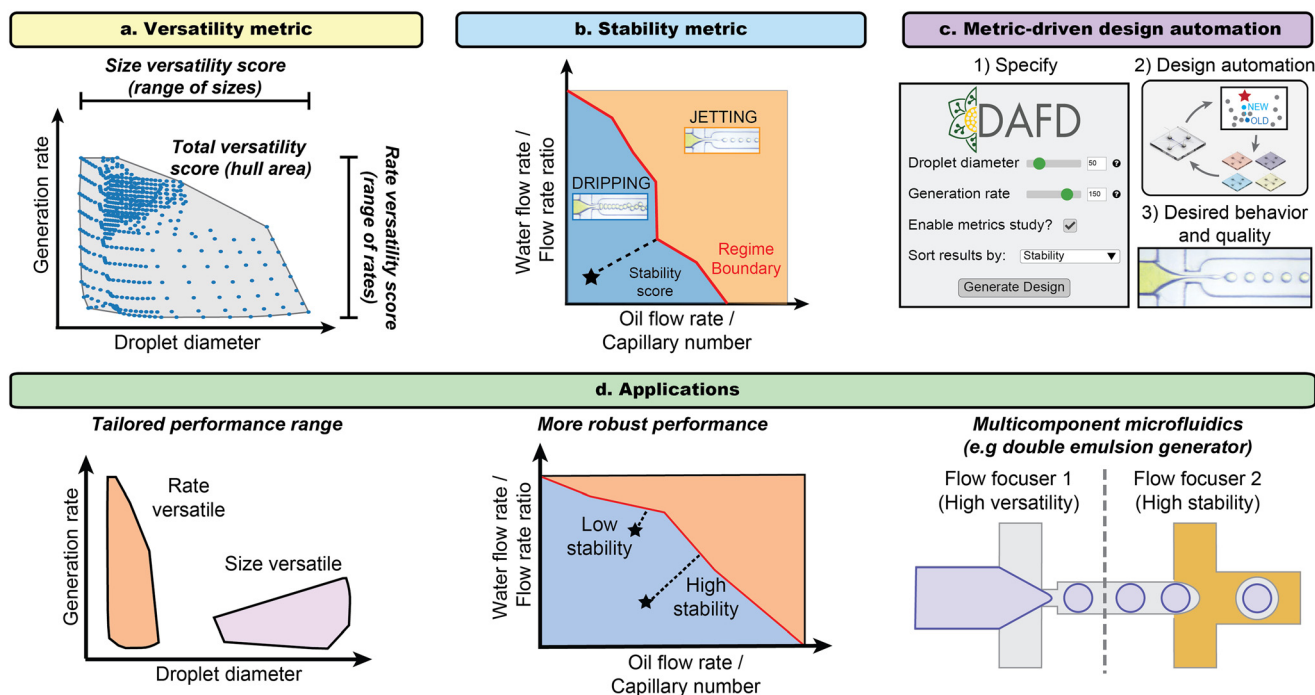 a. Versatility metric
Size versatility score
(range of sizes)
Total versatility
score (hull area)
Rate versatility score
(range of rates)
Generation rate
Droplet diameter
b. Stability metric
Water flow rate /
Flow rate ratio
JETTING
DRIPPING
Regime
Boundary
Stability
score
Oil flow rate /
Capillary number
c. Metric-driven design automation
1) Specify
DAFD
Droplet diameter
50
?
Generation rate
150
?
Enable metrics study?
Sort results by:
Stability
Generate Design
2) Design automation
NEW
OLD
3) Desired behavior
and quality
d. Applications
Tailored performance range
Generation rate
Rate
versatile
Size versatile
Droplet diameter
More robust performance
Water flow rate /
Flow rate ratio
Low
stability
High
stability
Oil flow rate /
Capillary number
Multicomponent microfluidics
(e.g double emulsion generator)
Flow focuser 1
(High versatility)
Flow focuser 2
(High stability)